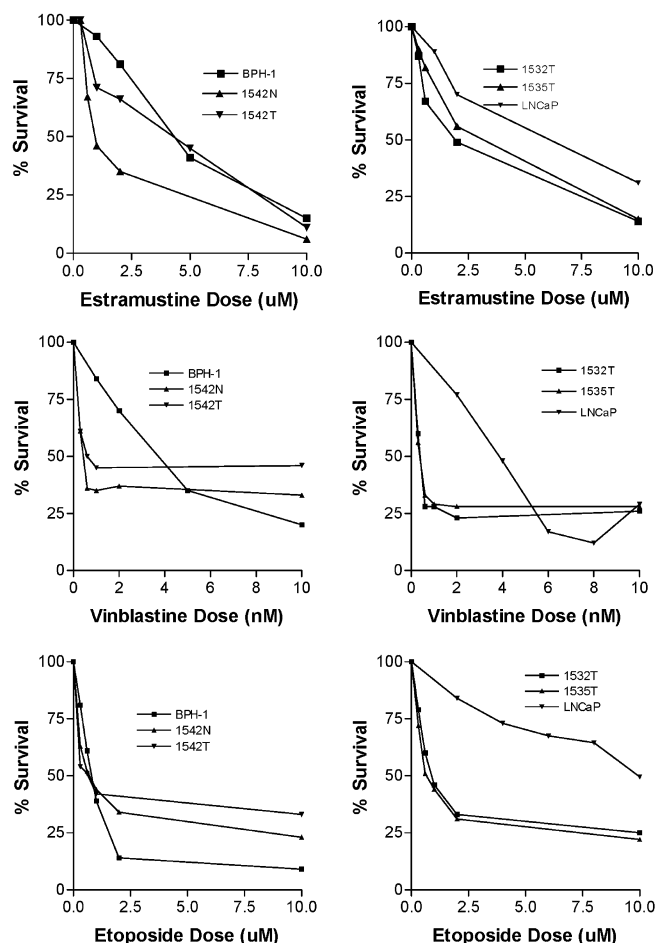 100
75
50
25
0
% Survival
BPH-1
1542N
1542T
0.0 2.5 5.0 7.5 10.0
Estramustine Dose (uM)
100
75
50
25
0
% Survival
1532T
1535T
LNCaP
0.0 2.5 5.0 7.5 10.0
Estramustine Dose (uM)
100
75
50
25
0
% Survival
BPH-1
1542N
1542T
0 2 4 6 8 10
Vinblastine Dose (nM)
100
75
50
25
0
% Survival
1532T
1535T
LNCaP
0 2 4 6 8 10
Vinblastine Dose (nM)
100
75
50
25
0
% Survival
BPH-1
1542N
1542T
0.0 2.5 5.0 7.5 10.0
Etoposide Dose (uM)
100
75
50
25
0
% Survival
1532T
1535T
LNCaP
0.0 2.5 5.0 7.5 10.0
Etoposide Dose (uM)